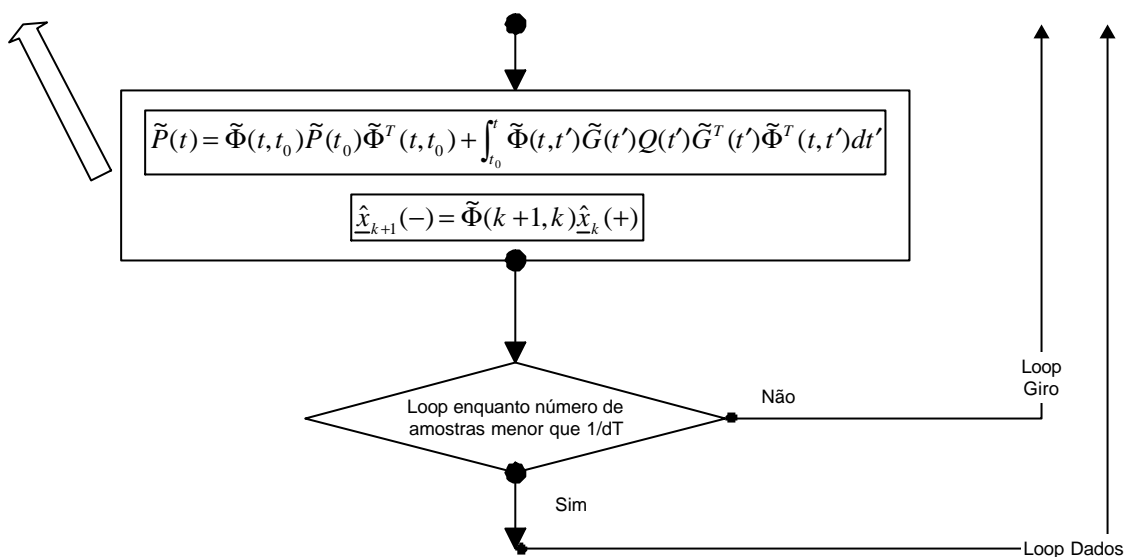 P̃(t) = Φ̃(t,t₀)P̃(t₀)Φ̃ᵀ(t,t₀) + ∫ₜ₀ᵗ Φ̃(t,t′)G̃(t′)Q(t′)G̃ᵀ(t′)Φ̃ᵀ(t,t′)dt′
x̲̂ₖ₊₁(−) = Φ̃(k+1,k)x̲̂ₖ(+)
Loop
Giro
Não
Loop enquanto número de
amostras menor que 1/dT
Sim
Loop Dados